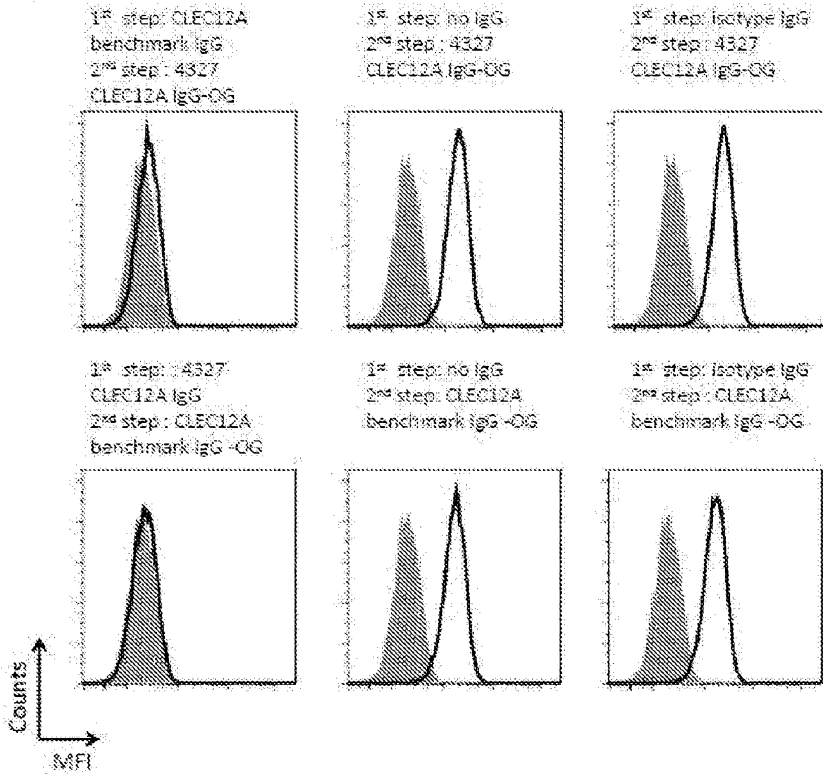 1st step: CLEC12A
benchmark IgG
2nd step : 4327
CLEC12A IgG-OG
1st step: no IgG
2nd step : 4327
CLEC12A IgG-OG
1st step: isotype IgG
2nd step : 4327
CLEC12A IgG-OG
1st step: : 4327
CLEC12A IgG
2nd step : CLEC12A
benchmark IgG -OG
1st step: no IgG
2nd step : CLEC12A
benchmark IgG -OG
1st step: isotype IgG
2nd step : CLEC12A
benchmark IgG -OG
Counts
MFI